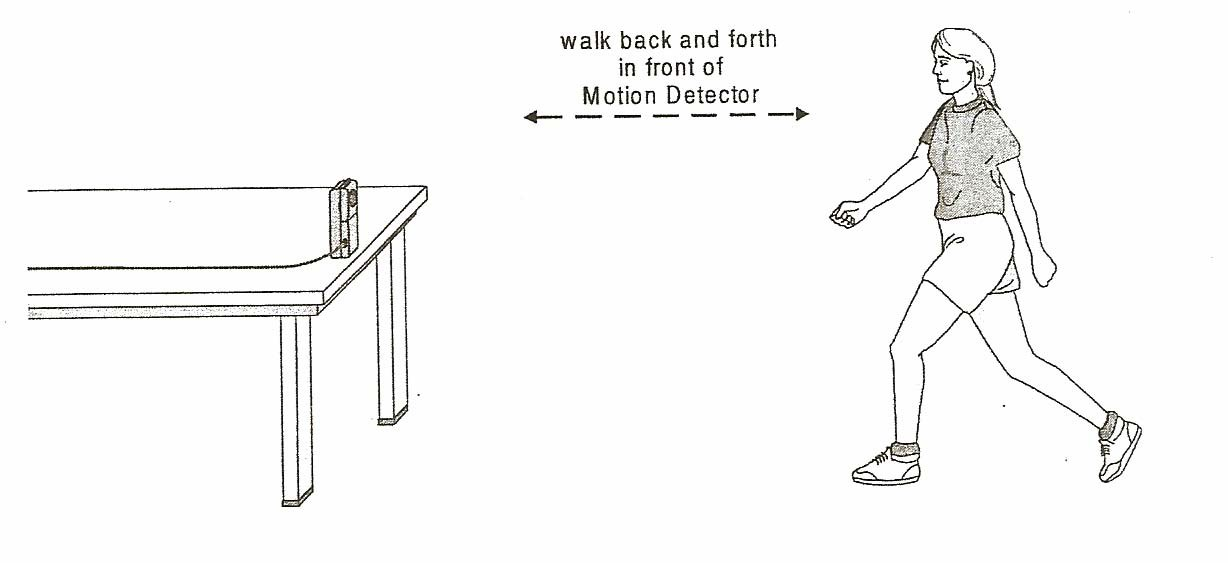 walk back and forth
in front of
Motion Detector